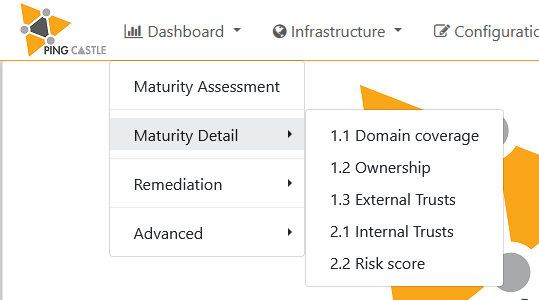 Dashboard
Infrastructure
Configuratio
PING CASTLE
Maturity Assessment
Maturity Detail
Remediation
Advanced
1.1 Domain coverage
1.2 Ownership
1.3 External Trusts
2.1 Internal Trusts
2.2 Risk score